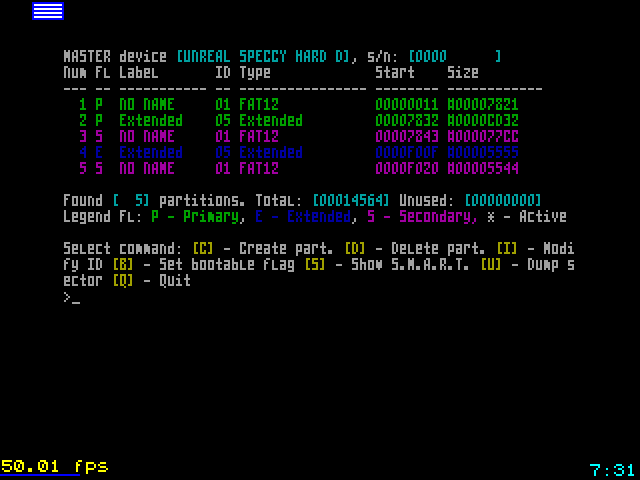 MASTER device [UNREAL SPECCY HARD D], s/n: [0000      ]
Num FL Label       ID Type             Start    Size
--- -- ----------- -- ---------------- -------- ------------
  1 P  NO NAME     01 FAT12            00000011 #00007821
  2 P  Extended    05 Extended         00007832 #0000CD32
  3 S  NO NAME     01 FAT12            00007843 #000077CC
  4 E  Extended    05 Extended         0000F00F #00005555
  5 S  NO NAME     01 FAT12            0000F020 #00005544
Found [  5] partitions. Total: [00014564] Unused: [00000000]
Legend FL: P - Primary, E - Extended, S - Secondary, * - Active
Select command: [C] - Create part. [D] - Delete part. [I] - Modi
fy ID [B] - Set bootable flag [S] - Show S.M.A.R.T. [U] - Dump s
ector [Q] - Quit
>_
50.01 fps
7:31